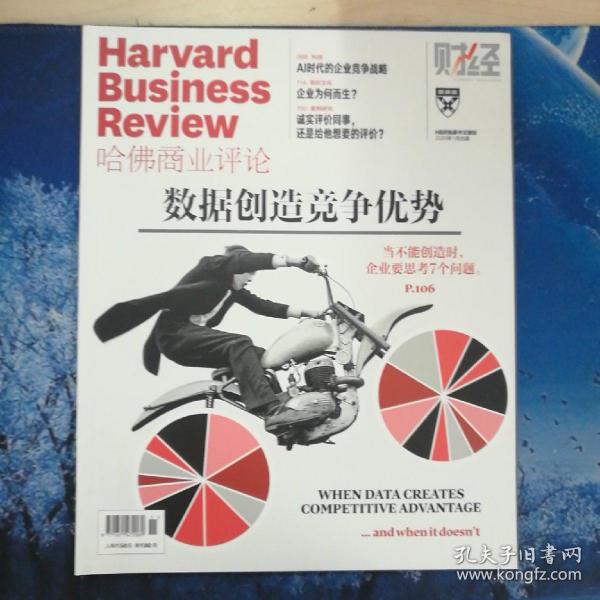 Harvard
Business
Review
哈佛商业评论
AI时代的企业竞争战略
企业为何而生？
诚实评价同事，
还是给他想要的评价？
财经
数据创造竞争优势
当不能创造时，
企业要思考7个问题。
P.106
WHEN DATA CREATES
COMPETITIVE ADVANTAGE
... and when it doesn't
孔夫子旧书网
www.kongfz.com